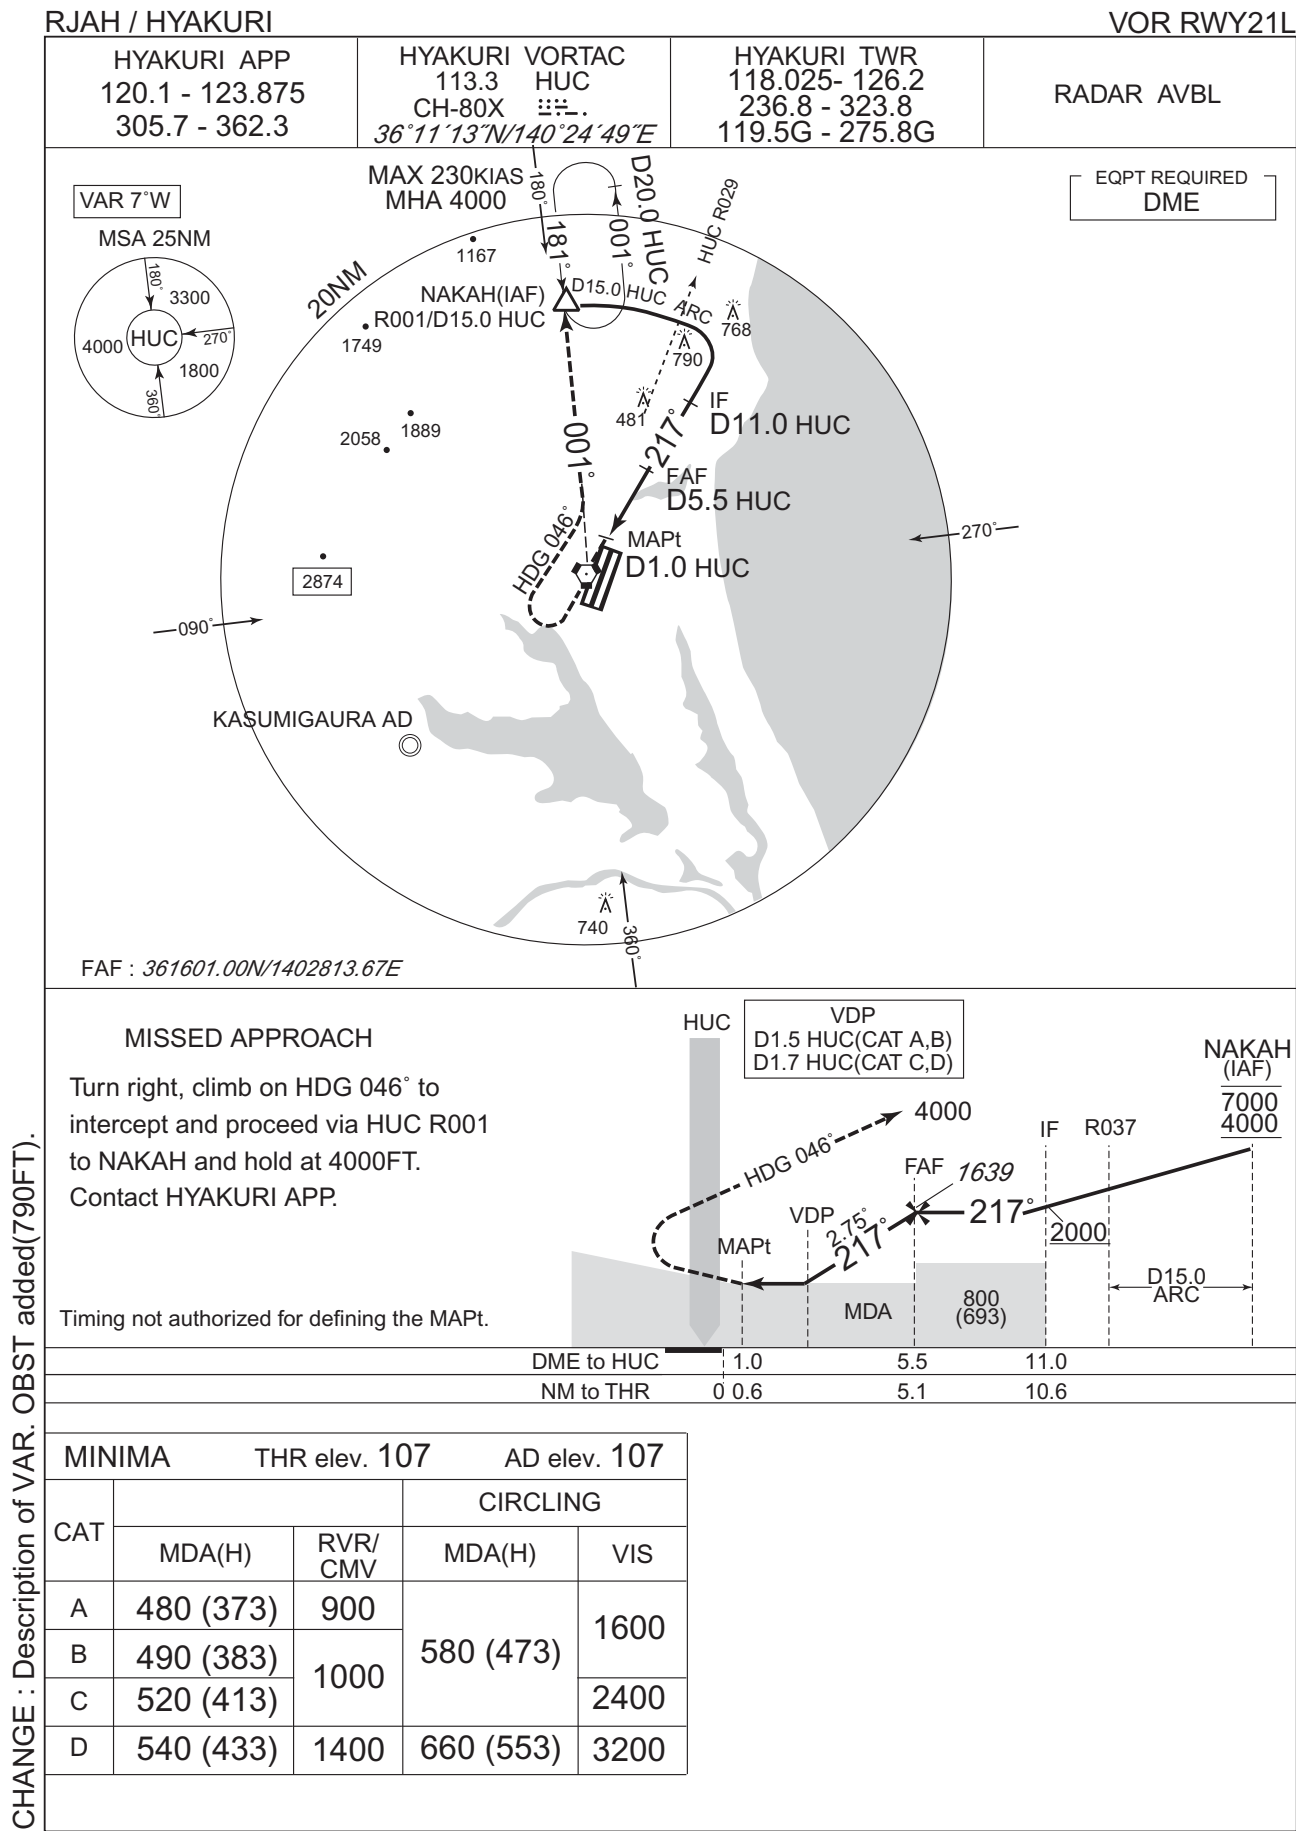 RJAH / HYAKURI
VOR RWY21L
HYAKURI APP
120.1 - 123.875
305.7 - 362.3
HYAKURI VORTAC
113.3 HUC
CH-80X
36°11´13˝N/140°24´49˝E
HYAKURI TWR
118.025- 126.2
236.8 - 323.8
119.5G - 275.8G
RADAR AVBL
EQPT REQUIRED
DME
VAR 7°W
MSA 25NM
180°
3300
HUC
270°
4000
1800
360°
MAX 230KIAS
MHA 4000
180°
181°
001°
D20.0 HUC
HUC R029
1167
20NM
NAKAH(IAF)
R001/D15.0 HUC
D15.0 HUC ARC
768
790
1749
481
IF
D11.0 HUC
1889
2058
001°
217°
FAF
D5.5 HUC
HDG 046°
MAPt
D1.0 HUC
270°
2874
090°
KASUMIGAURA AD
740
360°
FAF : 361601.00N/1402813.67E
MISSED APPROACH
Turn right, climb on HDG 046° to
intercept and proceed via HUC R001
to NAKAH and hold at 4000FT.
Contact HYAKURI APP.
Timing not authorized for defining the MAPt.
HUC
VDP
D1.5 HUC(CAT A,B)
D1.7 HUC(CAT C,D)
NAKAH
(IAF)
7000
4000
4000
HDG 046°
IF
R037
FAF
1639
VDP
2.75°
217°
217°
2000
MAPt
MDA
800
(693)
D15.0
ARC
DME to HUC 1.0 5.5 11.0
NM to THR 0 0.6 5.1 10.6
MINIMA THR elev. 107 AD elev. 107
CAT
CIRCLING
MDA(H)
RVR/
CMV
MDA(H)
VIS
A 480 (373) 900
580 (473)
1600
B 490 (383)
1000
C 520 (413)
2400
D 540 (433) 1400 660 (553) 3200
CHANGE : Description of VAR. OBST added(790FT).